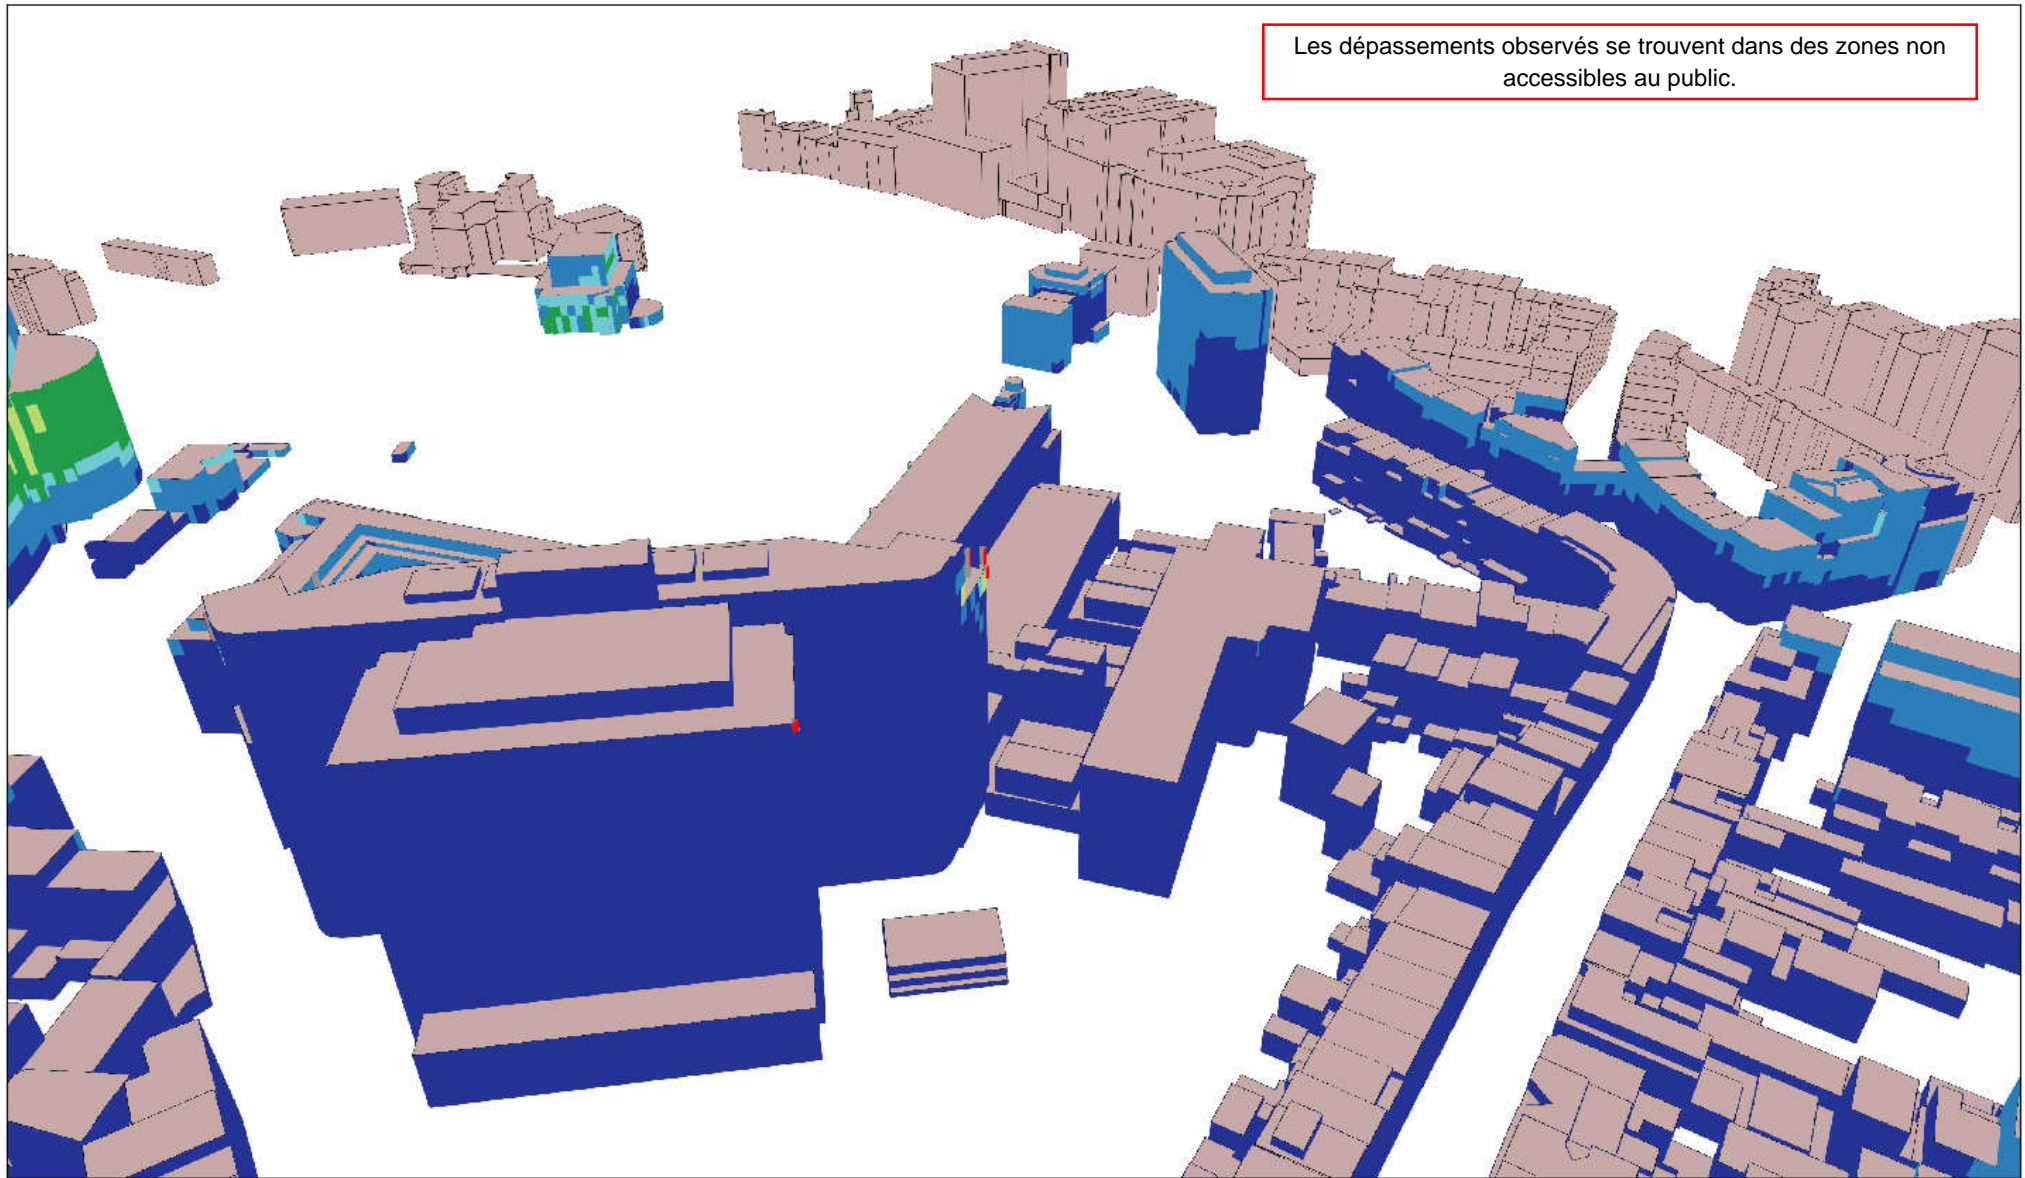 Les dépassements observés se trouvent dans des zones non
accessibles au public.